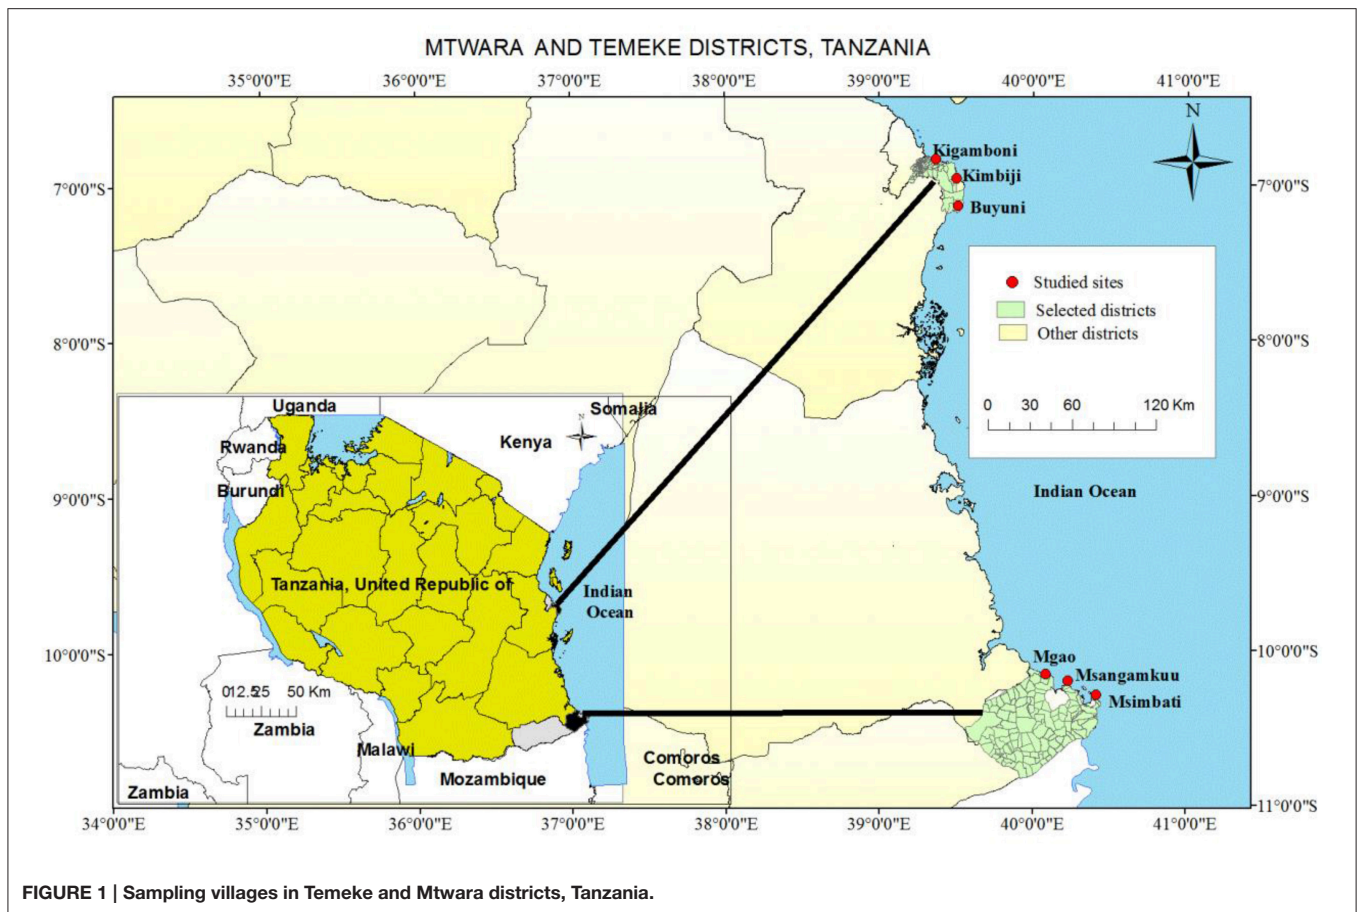 MTWARA AND TEMEKE DISTRICTS, TANZANIA
35°0'0"E 36°0'0"E 37°0'0"E 38°0'0"E 39°0'0"E 40°0'0"E 41°0'0"E
N
Kigamboni
7°0'0"S
Kimbiji
7°0'0"S
Buyuni
Studied sites
Selected districts
Other districts
8°0'0"S
8°0'0"S
0 30 60 120 Km
Uganda
Somalia
N
Kenya
Rwanda
Burundi
9°0'0"S
Indian Ocean
9°0'0"S
Tanzania, United Republic of
Indian
Ocean
10°0'0"S
10°0'0"S
Mgao
Msangamkuu
Msimbati
012.525 50 Km
Zambia
Malawi
Mozambique
Comoros
Comoros
Zambia
11°0'0"S
34°0'0"E 35°0'0"E 36°0'0"E 37°0'0"E 38°0'0"E 39°0'0"E 40°0'0"E 41°0'0"E
FIGURE 1 | Sampling villages in Temeke and Mtwara districts, Tanzania.